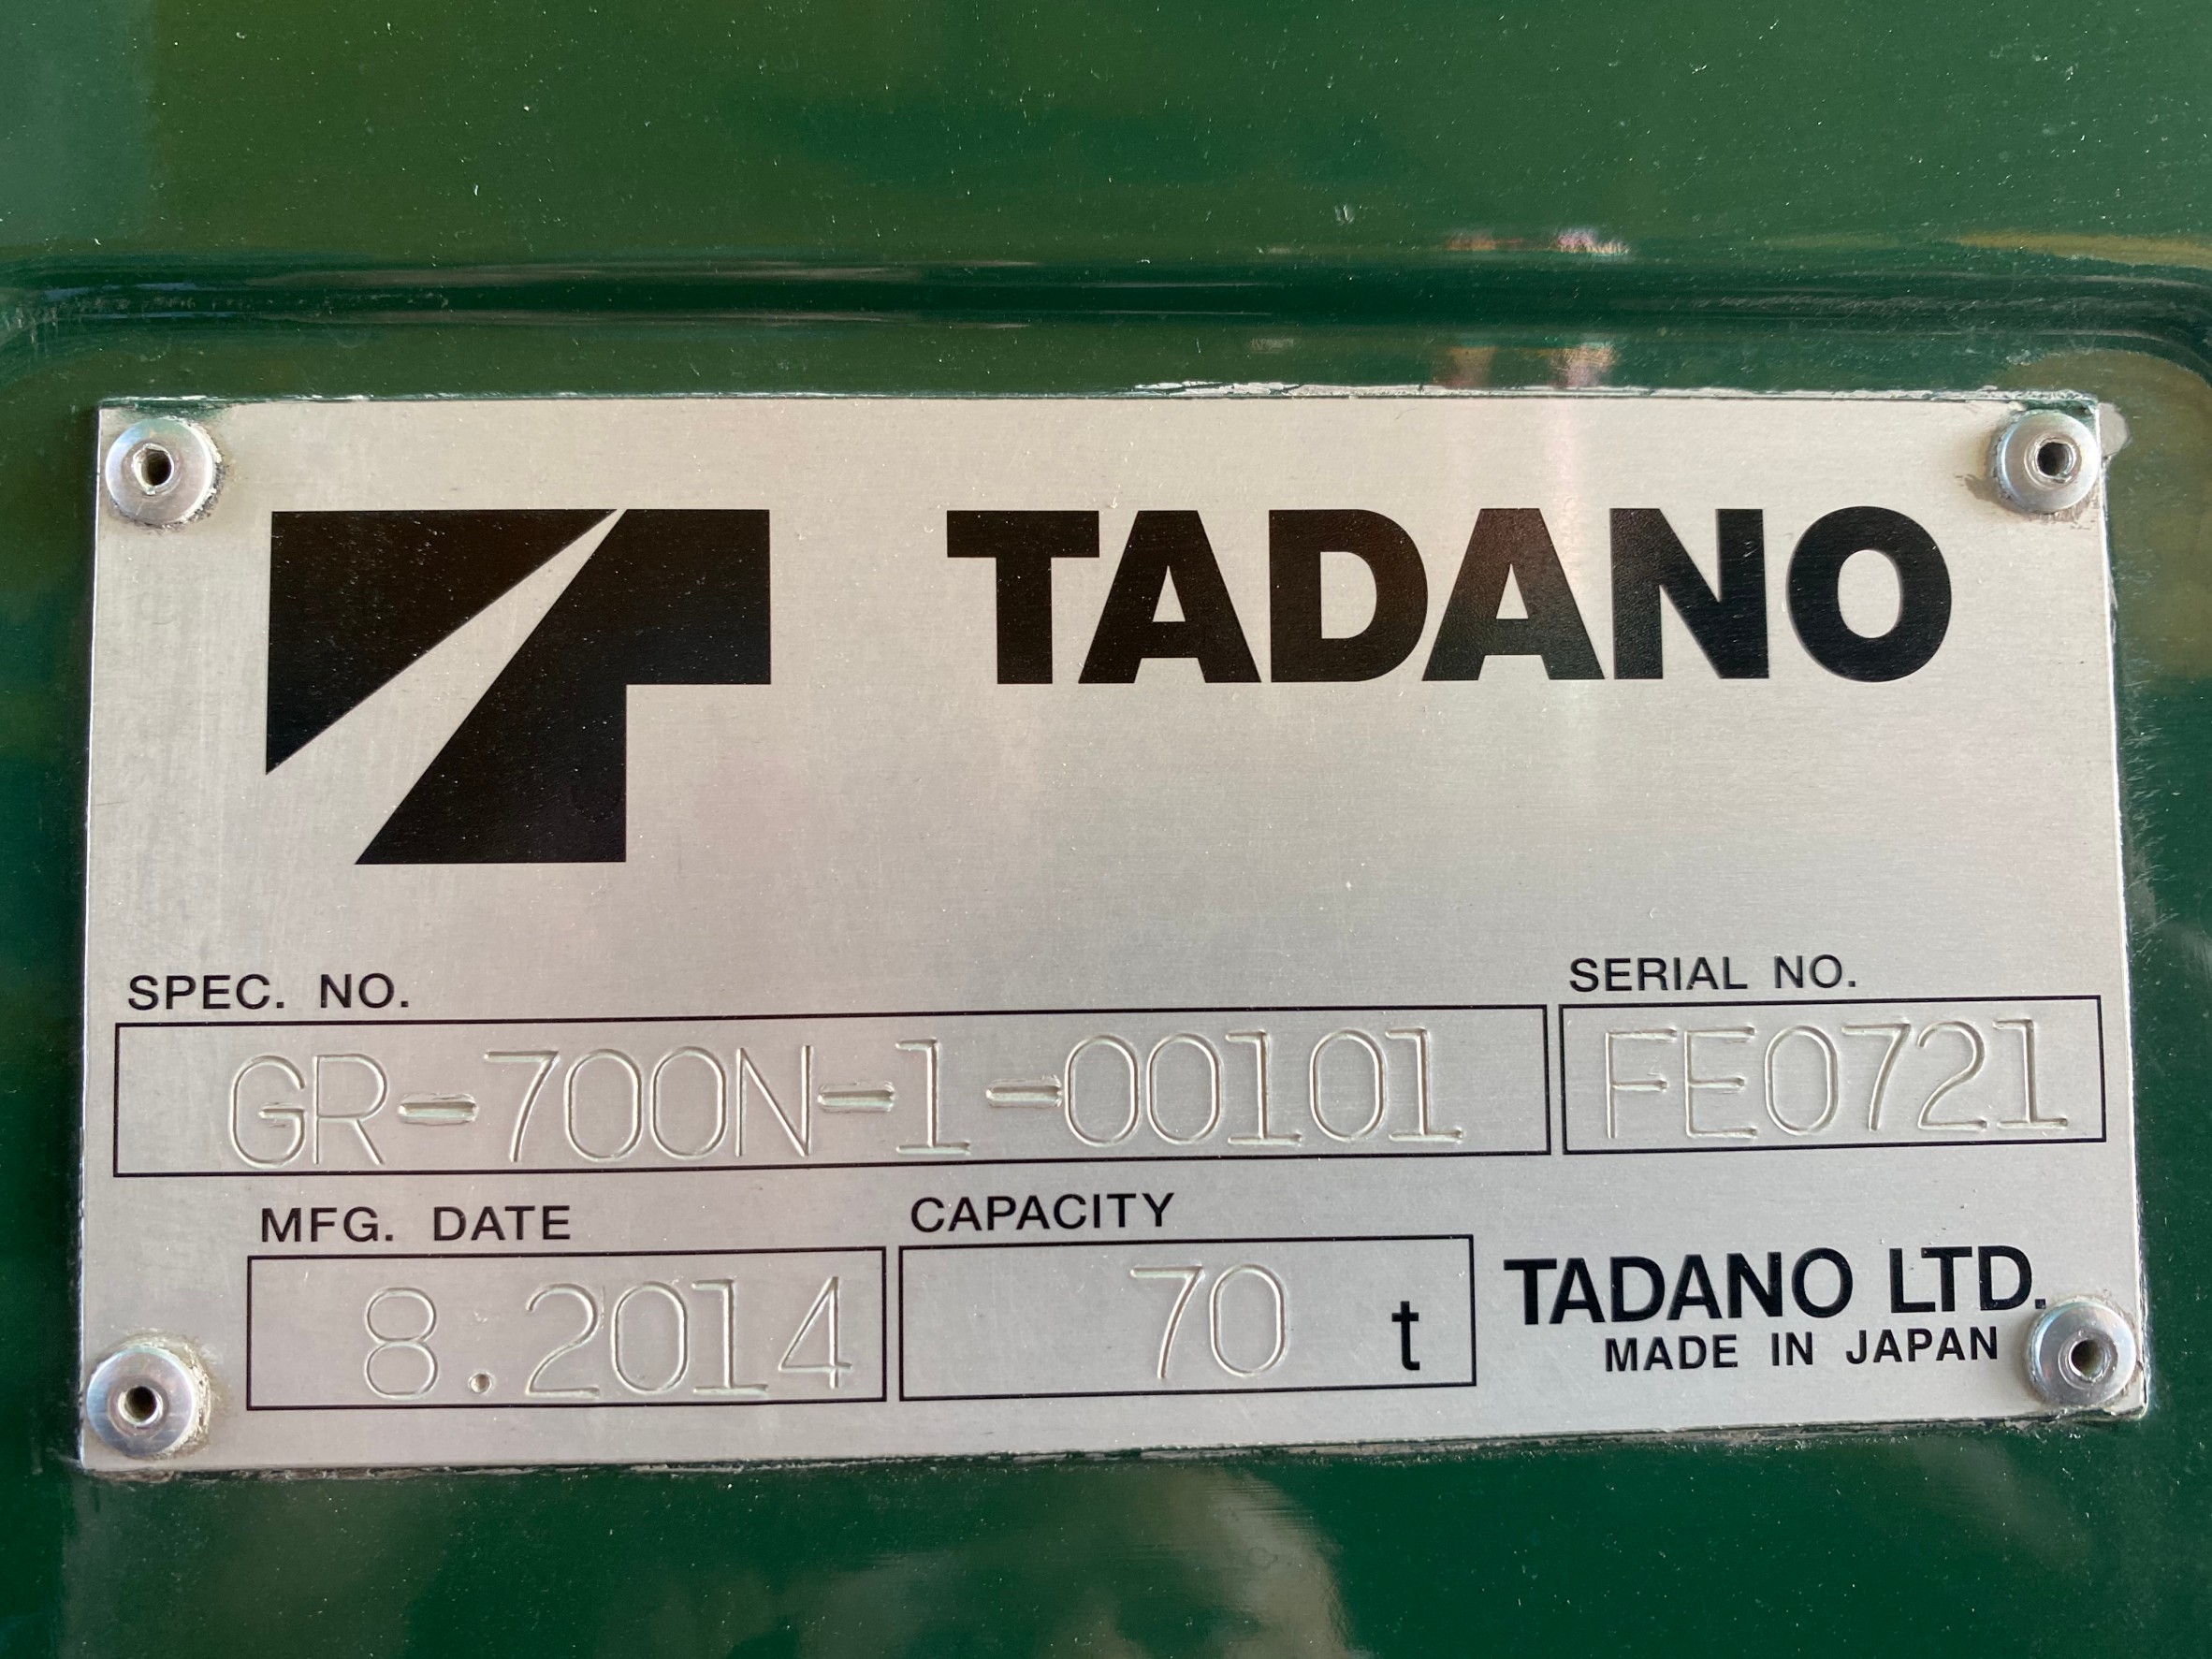 TADANO
SPEC. NO.
SERIAL NO.
GR-700N-1-00101
FE0721
MFG. DATE
CAPACITY
8.2014
70 t
TADANO LTD.
MADE IN JAPAN